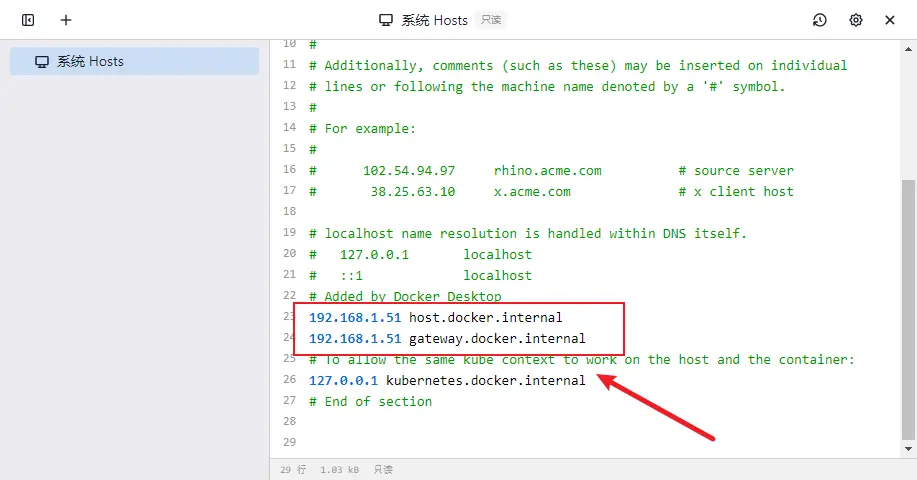 系统 Hosts 只读
系统 Hosts
10 #
11 # Additionally, comments (such as these) may be inserted on individual
12 # lines or following the machine name denoted by a '#' symbol.
13 #
14 # For example:
15 #
16 # 102.54.94.97 rhino.acme.com # source server
17 # 38.25.63.10 x.acme.com # x client host
18
19 # localhost name resolution is handled within DNS itself.
20 # 127.0.0.1 localhost
21 # ::1 localhost
22 # Added by Docker Desktop
23 192.168.1.51 host.docker.internal
24 192.168.1.51 gateway.docker.internal
25 # To allow the same kube context to work on the host and the container:
26 127.0.0.1 kubernetes.docker.internal
27 # End of section
28
29
29 行 1.03 kB 只读